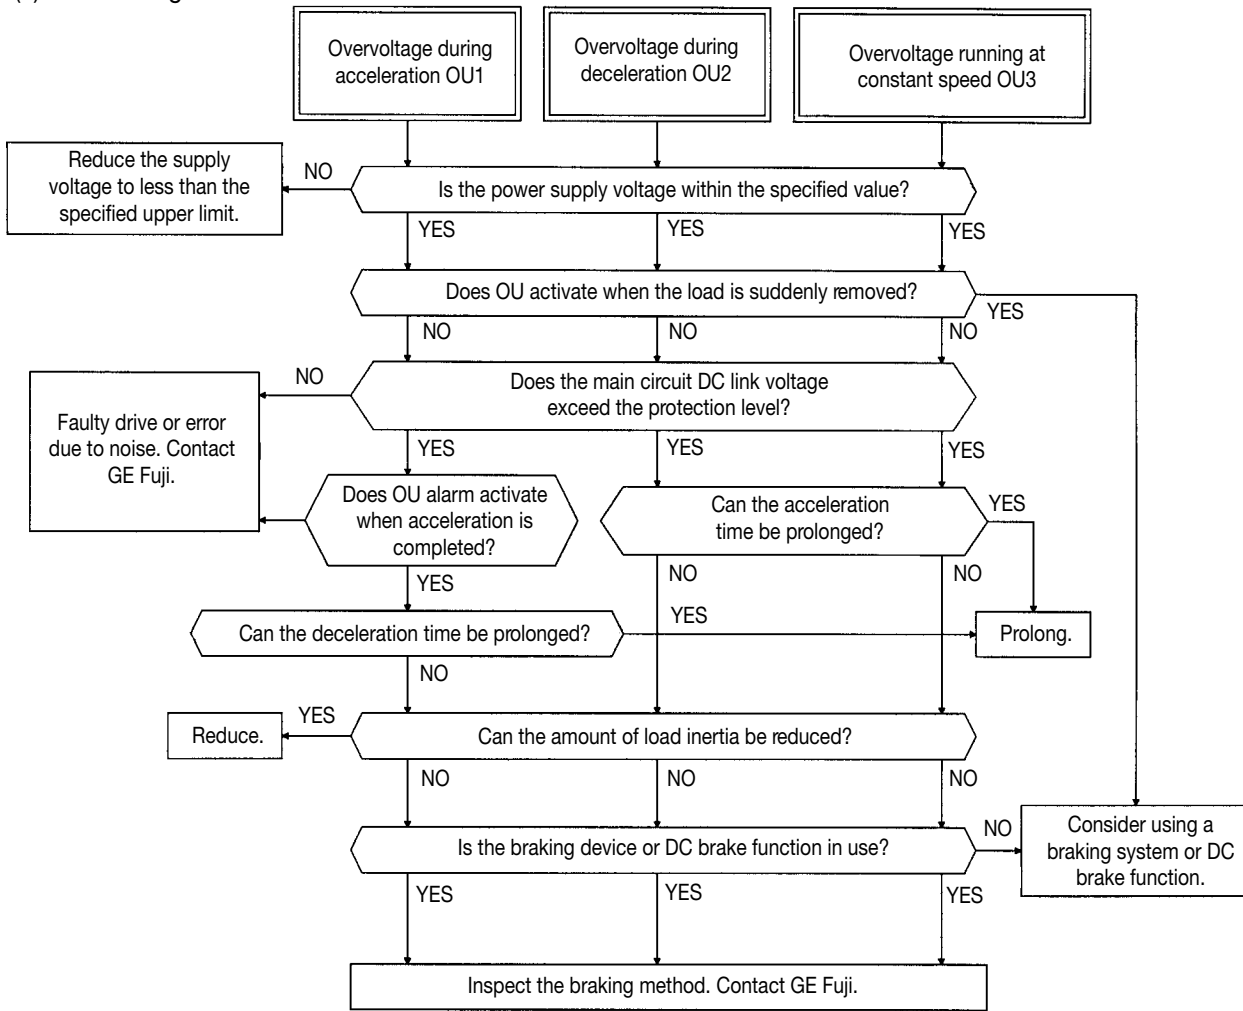 Overvoltage during
acceleration OU1
Overvoltage during
deceleration OU2
Overvoltage running at
constant speed OU3
Reduce the supply
voltage to less than the
specified upper limit.
NO
Is the power supply voltage within the specified value?
YES
YES
YES
Does OU activate when the load is suddenly removed?
YES
NO
NO
NO
NO
Does the main circuit DC link voltage
exceed the protection level?
Faulty drive or error
due to noise. Contact
GE Fuji.
YES
YES
YES
Does OU alarm activate
when acceleration is
completed?
Can the acceleration
time be prolonged?
YES
YES
NO
NO
Can the deceleration time be prolonged?
YES
Prolong.
NO
Reduce.
YES
Can the amount of load inertia be reduced?
NO
NO
NO
Is the braking device or DC brake function in use?
NO
Consider using a
braking system or DC
brake function.
YES
YES
YES
Inspect the braking method. Contact GE Fuji.